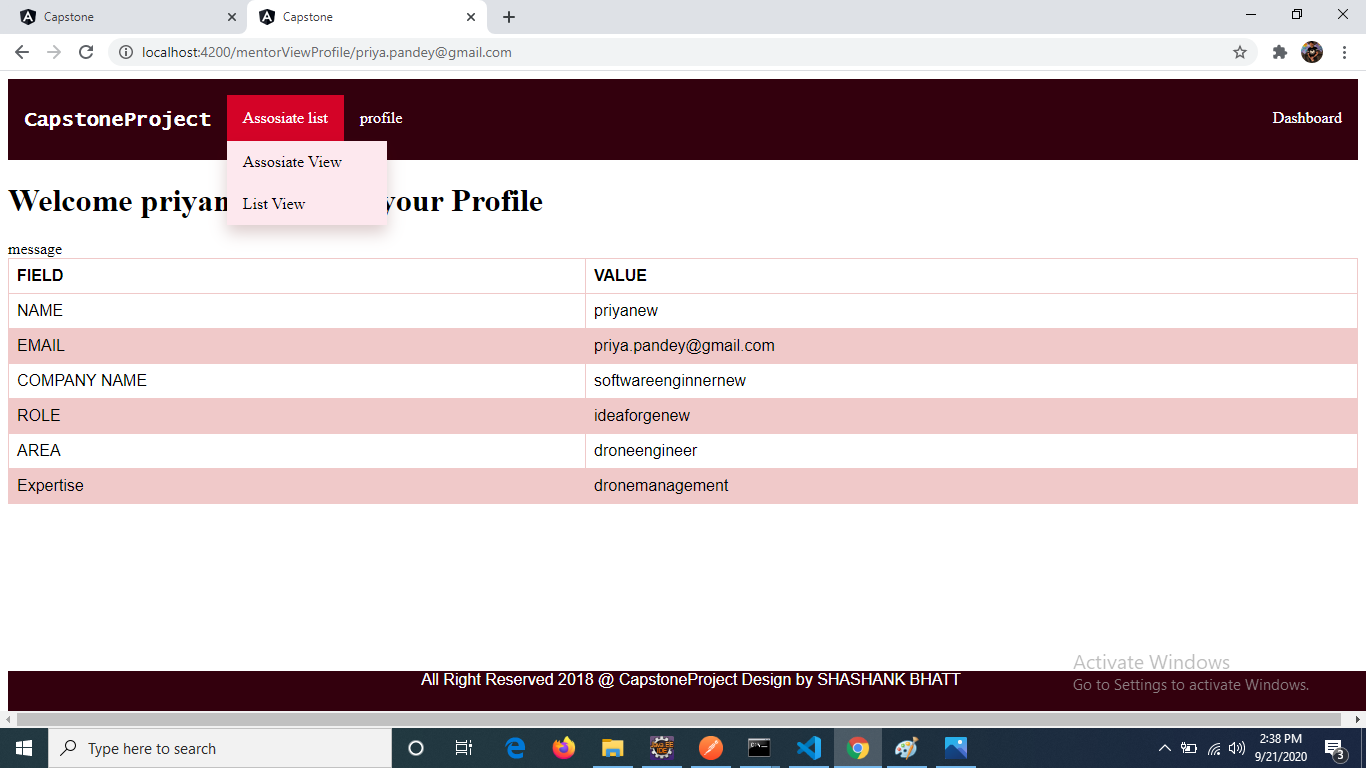 Capstone
Capstone
localhost:4200/mentorViewProfile/priya.pandey@gmail.com
CapstoneProject
Assosiate list
profile
Dashboard
Assosiate View
List View
Welcome priyan your Profile
message
FIELD VALUE
NAME priyanew
EMAIL priya.pandey@gmail.com
COMPANY NAME softwareenginnernew
ROLE ideaforgenew
AREA droneengineer
Expertise dronemanagement
Activate Windows
Go to Settings to activate Windows.
All Right Reserved 2018 @ CapstoneProject Design by SHASHANK BHATT
Type here to search
2:38 PM
9/21/2020
3